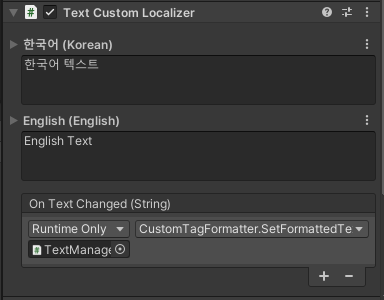 Text Custom Localizer
한국어 (Korean)
한국어 텍스트
English (English)
English Text
On Text Changed (String)
Runtime Only
CustomTagFormatter.SetFormattedTe
TextManage